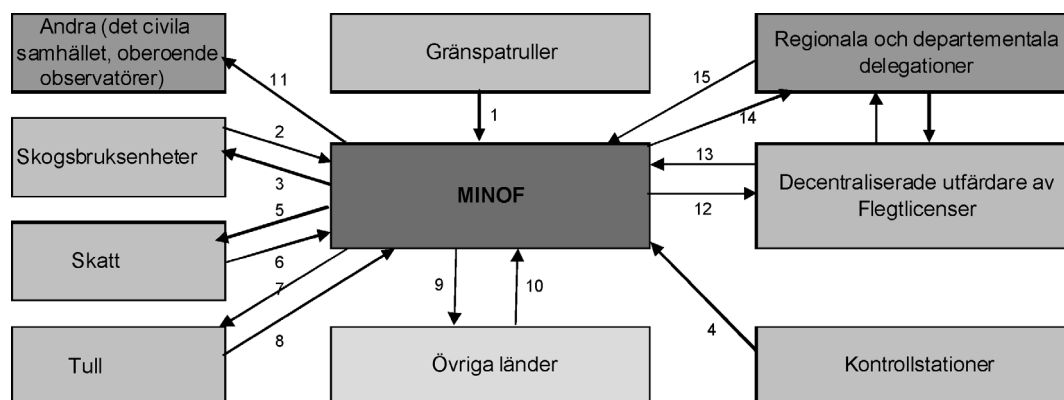 Andra (det civila
samhället, oberoende
observatörer)
Gränspatruller
Regionala och departementala
delegationer
11
15
1
14
2
Skogsbruksenheter
3
MINOF
13
12
Decentraliserade utfärdare av
Flegtlicenser
5
Skatt
6
7
9
10
8
4
Tull
Övriga länder
Kontrollstationer